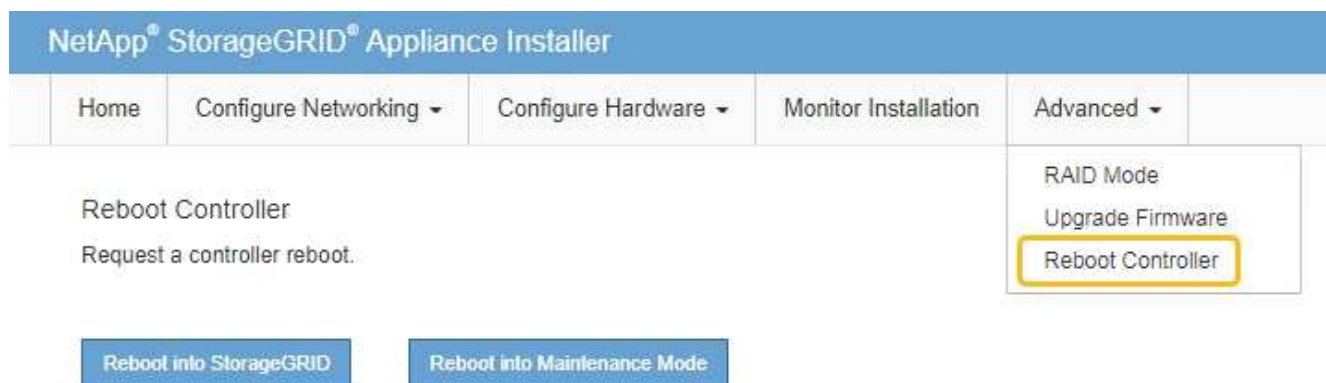 NetApp® StorageGRID® Appliance Installer
Home Configure Networking Configure Hardware Monitor Installation Advanced
RAID Mode
Upgrade Firmware
Reboot Controller
Reboot Controller
Request a controller reboot.
Reboot into StorageGRID Reboot into Maintenance Mode